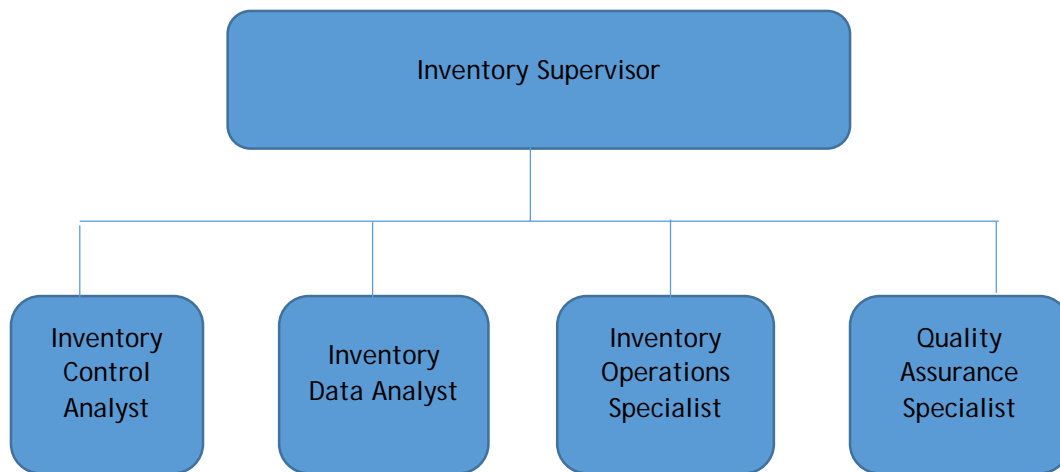 Inventory Supervisor
Inventory
Control
Analyst
Inventory
Data Analyst
Inventory
Operations
Specialist
Quality
Assurance
Specialist